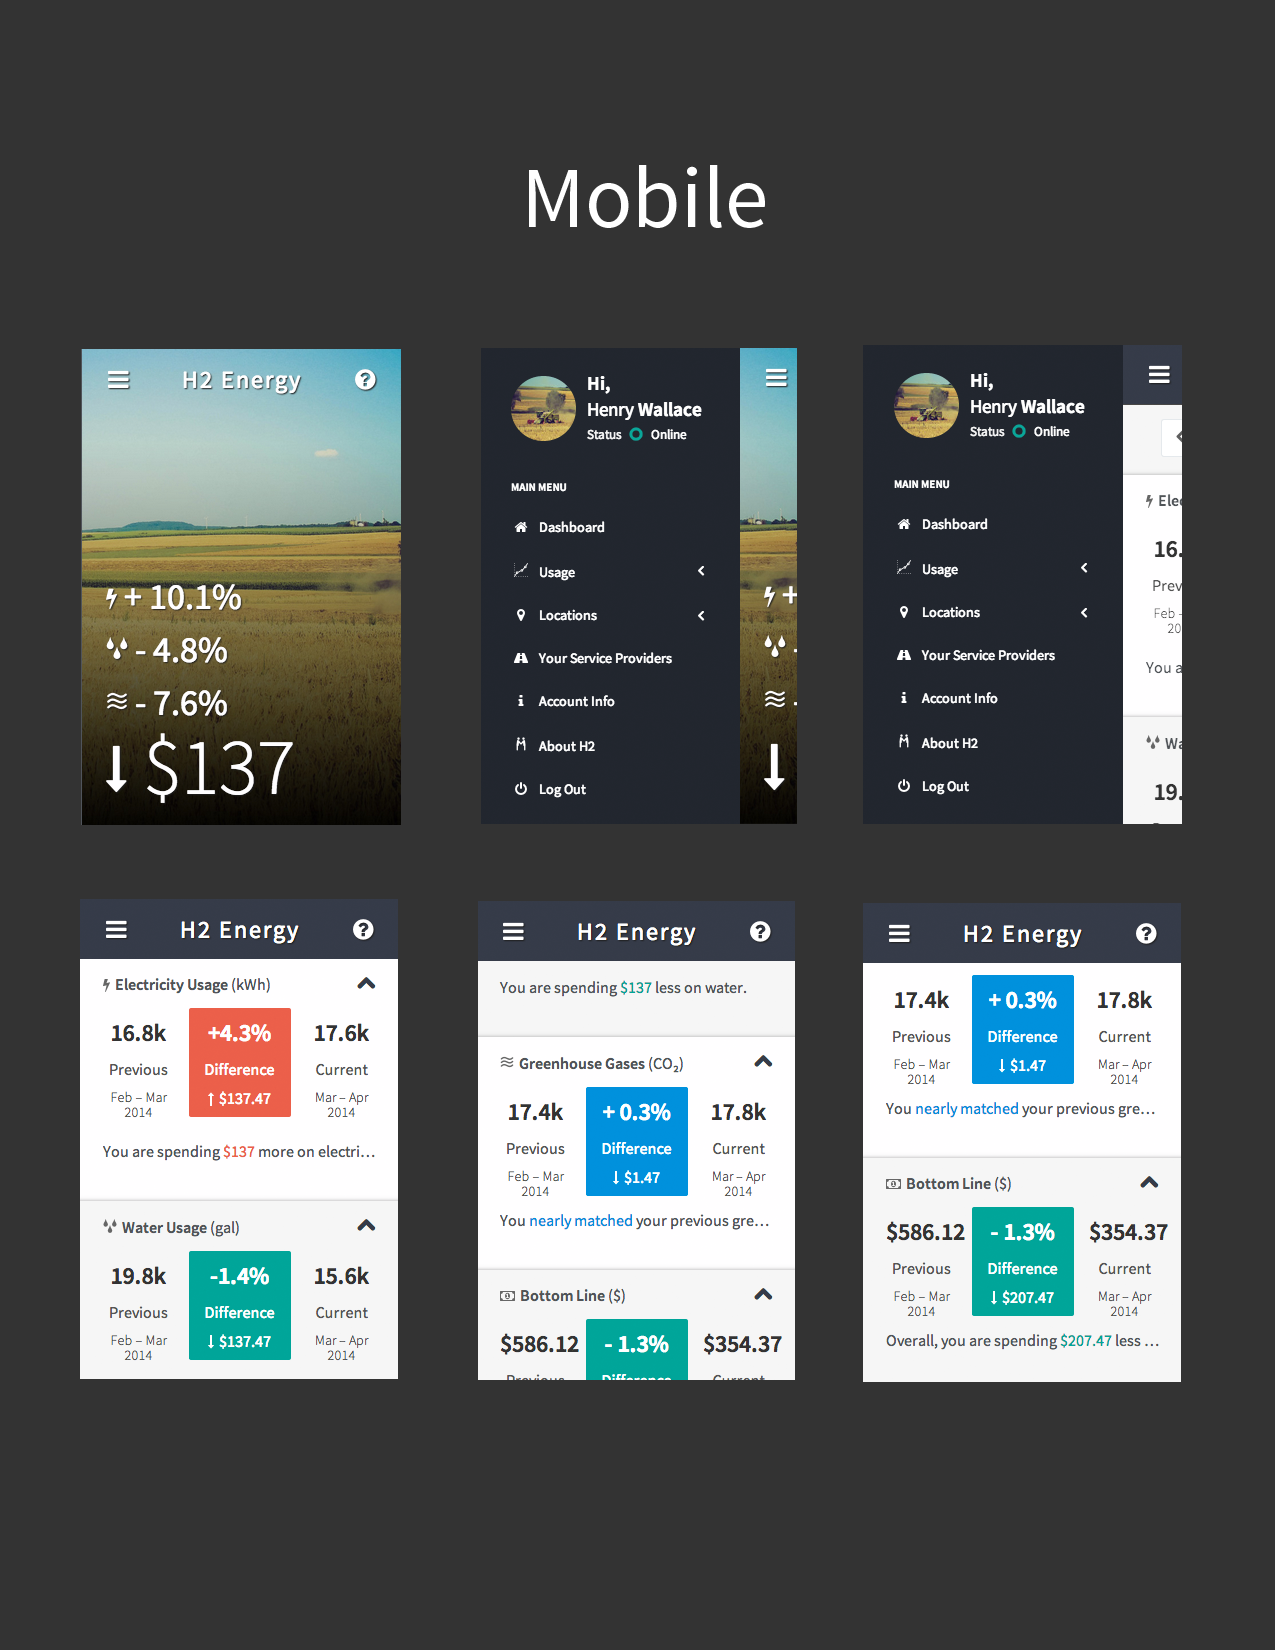 Mobile
H2 Energy
+ 10.1%
- 4.8%
- 7.6%
$137
Hi,
Henry Wallace
Status Online
MAIN MENU
Dashboard
Usage
Locations
Your Service Providers
Account Info
About H2
Log Out
+
-
-
Hi,
Henry Wallace
Status Online
MAIN MENU
Dashboard
Usage
Locations
Your Service Providers
Account Info
About H2
Log Out
Elec
16.
Prev
Feb -
20
You a
Wa
19.
H2 Energy
Electricity Usage (kWh)
16.8k +4.3% 17.6k
Previous Difference Current
Feb – Mar ↑ $137.47 Mar – Apr
2014 2014
You are spending $137 more on electri...
Water Usage (gal)
19.8k -1.4% 15.6k
Previous Difference Current
Feb – Mar ↓ $137.47 Mar – Apr
2014 2014
H2 Energy
You are spending $137 less on water.
Greenhouse Gases (CO₂)
17.4k + 0.3% 17.8k
Previous Difference Current
Feb – Mar ↓ $1.47 Mar – Apr
2014 2014
You nearly matched your previous gre...
Bottom Line ($)
$586.12 - 1.3% $354.37
Previous Difference Current
H2 Energy
17.4k + 0.3% 17.8k
Previous Difference Current
Feb – Mar ↓ $1.47 Mar – Apr
2014 2014
You nearly matched your previous gre...
Bottom Line ($)
$586.12 - 1.3% $354.37
Previous Difference Current
Feb – Mar ↓ $207.47 Mar – Apr
2014 2014
Overall, you are spending $207.47 less ...